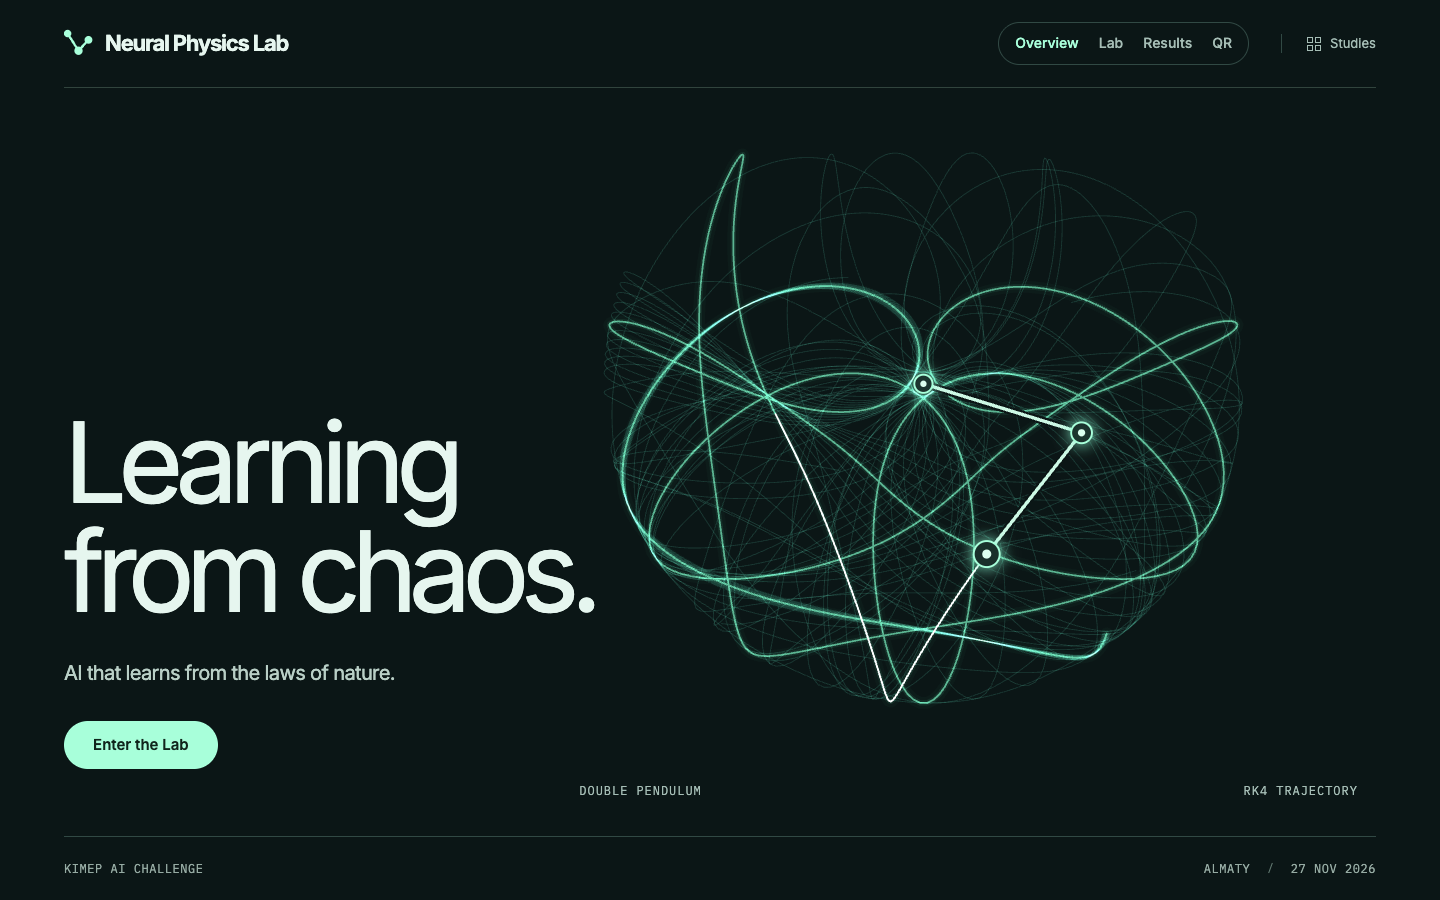 Neural Physics Lab
Overview Lab Results QR
Studies
Learning
from chaos.
AI that learns from the laws of nature.
Enter the Lab
DOUBLE PENDULUM
RK4 TRAJECTORY
KIMEP AI CHALLENGE
ALMATY / 27 NOV 2026